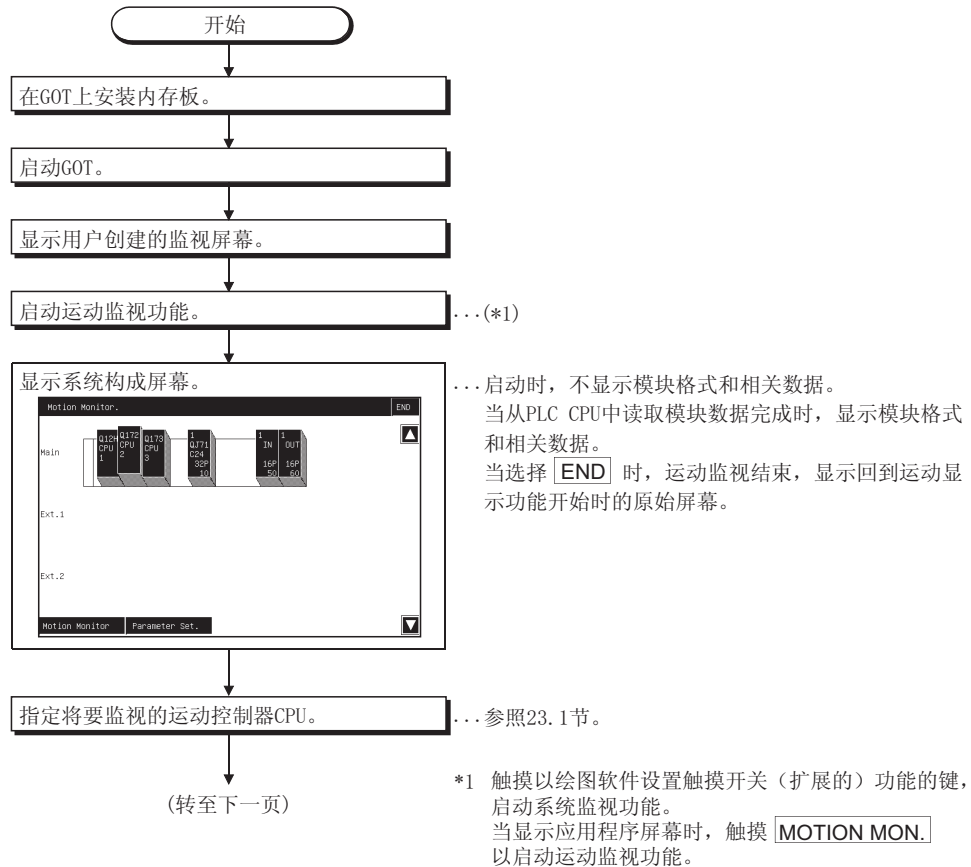 开始
在GOT上安装内存板。
启动GOT。
显示用户创建的监视屏幕。
启动运动监视功能。
...(*1)
显示系统构成屏幕。
Motion Monitor.
END
Main
Q12H
CPU
1
Q172
CPU
2
Q173
CPU
3
1
QJ71
C24
32P
10
1
IN
16P
50
1
OUT
16P
60
Ext.1
Ext.2
Motion Monitor
Parameter Set.
...启动时，不显示模块格式和相关数据。
当从PLC CPU中读取模块数据完成时，显示模块格式
和相关数据。
当选择 END 时，运动监视结束，显示回到运动显
示功能开始时的原始屏幕。
指定将要监视的运动控制器CPU。
...参照23.1节。
(转至下一页)
*1 触摸以绘图软件设置触摸开关（扩展的）功能的键，
启动系统监视功能。
当显示应用程序屏幕时，触摸 MOTION MON.
以启动运动监视功能。